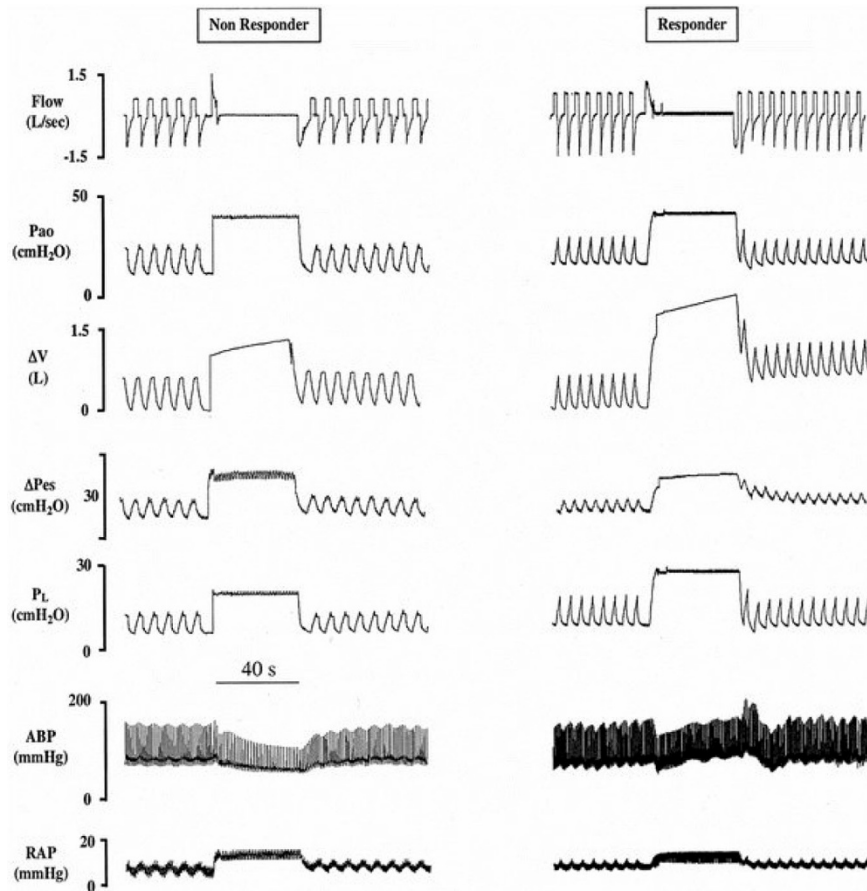 Non Responder
Responder
1.5
Flow
(L/sec)
-1.5
50
Pao
(cmH₂O)
0
1.5
ΔV
(L)
0
ΔPes
(cmH₂O)
30
30
P_L
(cmH₂O)
0
40 s
200
ABP
(mmHg)
0
20
RAP
(mmHg)
0